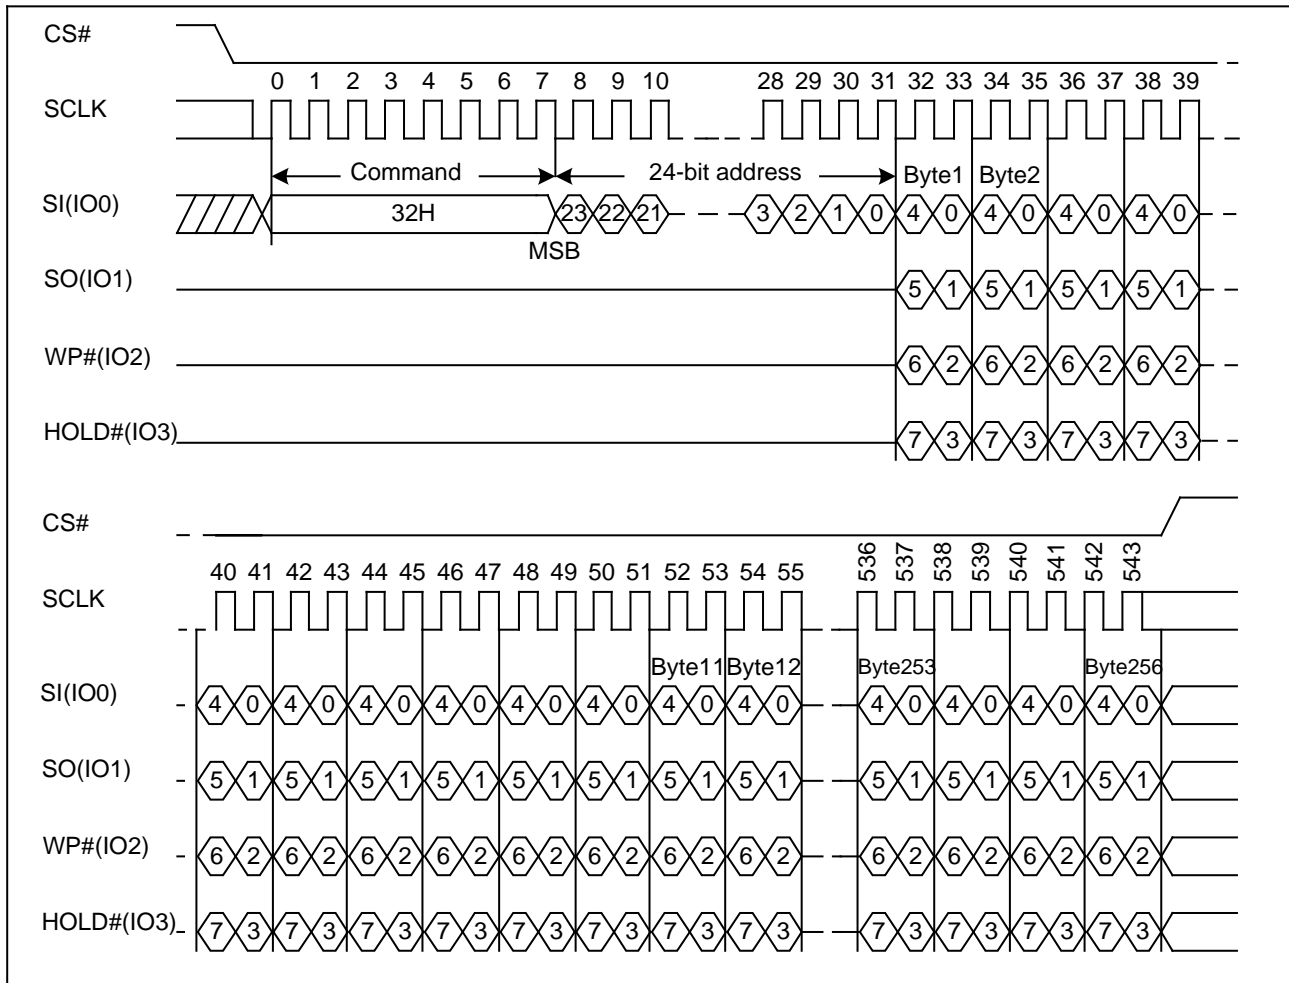 CS#
0 1 2 3 4 5 6 7 8 9 10 28 29 30 31 32 33 34 35 36 37 38 39
SCLK
Command 24-bit address Byte1 Byte2
SI(IO0) 32H 23 22 21 3 2 1 0 4 0 4 0 4 0 4 0
MSB
SO(IO1) 5 1 5 1 5 1 5 1
WP#(IO2) 6 2 6 2 6 2 6 2
HOLD#(IO3) 7 3 7 3 7 3 7 3
CS#
40 41 42 43 44 45 46 47 48 49 50 51 52 53 54 55 536 537 538 539 540 541 542 543
SCLK
Byte11 Byte12 Byte253 Byte256
SI(IO0) 4 0 4 0 4 0 4 0 4 0 4 0 4 0 4 0 4 0 4 0 4 0 4 0
SO(IO1) 5 1 5 1 5 1 5 1 5 1 5 1 5 1 5 1 5 1 5 1 5 1 5 1
WP#(IO2) 6 2 6 2 6 2 6 2 6 2 6 2 6 2 6 2 6 2 6 2 6 2 6 2
HOLD#(IO3) 7 3 7 3 7 3 7 3 7 3 7 3 7 3 7 3 7 3 7 3 7 3 7 3